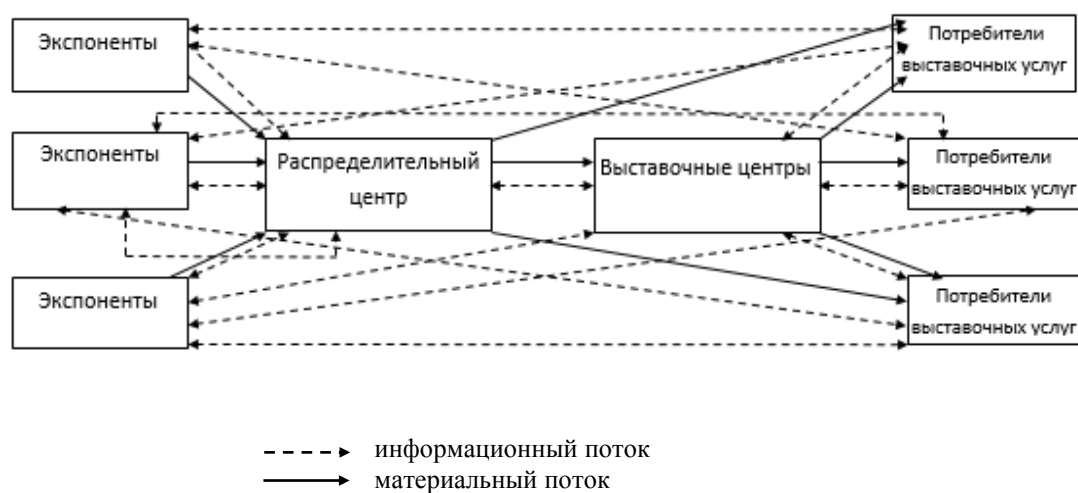 Экспоненты
Потребители
выставочных услуг
Экспоненты
Распределительный
центр
Выставочные центры
Потребители
выставочных услуг
Экспоненты
Потребители
выставочных услуг
информационный поток
материальный поток